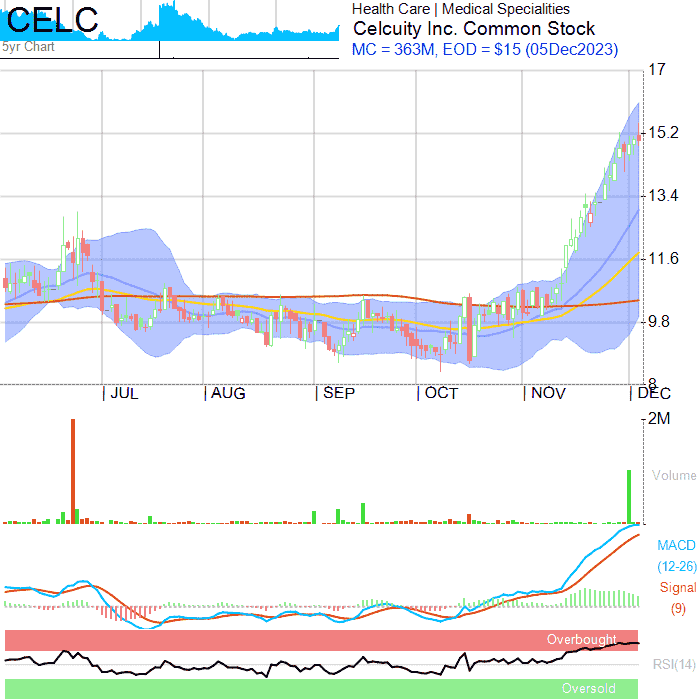 CELC
5yr Chart
Health Care | Medical Specialities
Celcuity Inc. Common Stock
MC = 363M, EOD = $15 (05Dec2023)
17
15.2
13.4
11.6
9.8
8
JUL AUG SEP OCT NOV DEC
2M
Volume
MACD
(12-26)
Signal
(9)
Overbought
RSI(14)
Oversold